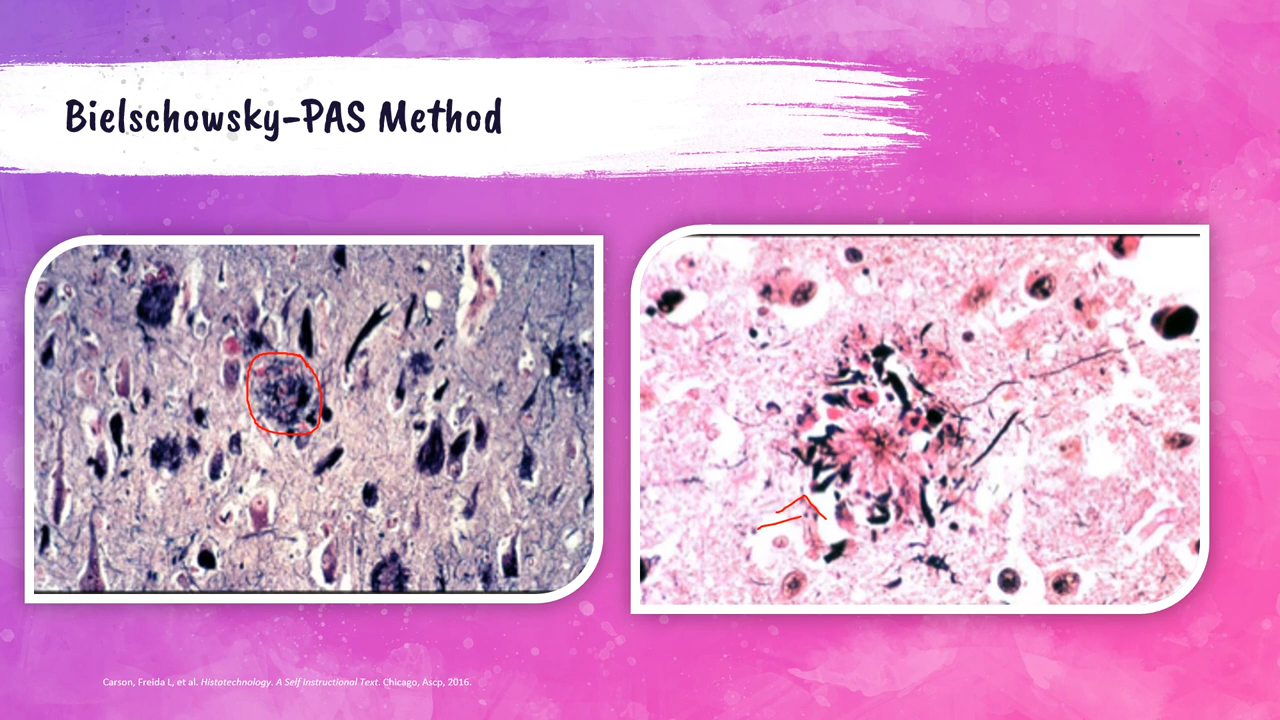 Bielschowsky-PAS Method
Carson, Freida L, et al. Histotechnology. A Self Instructional Text. Chicago, Ascp, 2016.